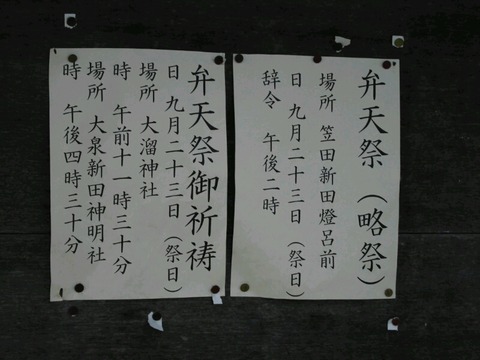 弁天祭（略祭）
場所 笠田新田燈呂前
日 九月二十三日（祭日）
辞令 午後二時
弁天祭御祈祷
日 九月二十三日（祭日）
場所 大溜神社
時 午前十一時三十分
場所 大泉新田神明社
時 午後四時三十分